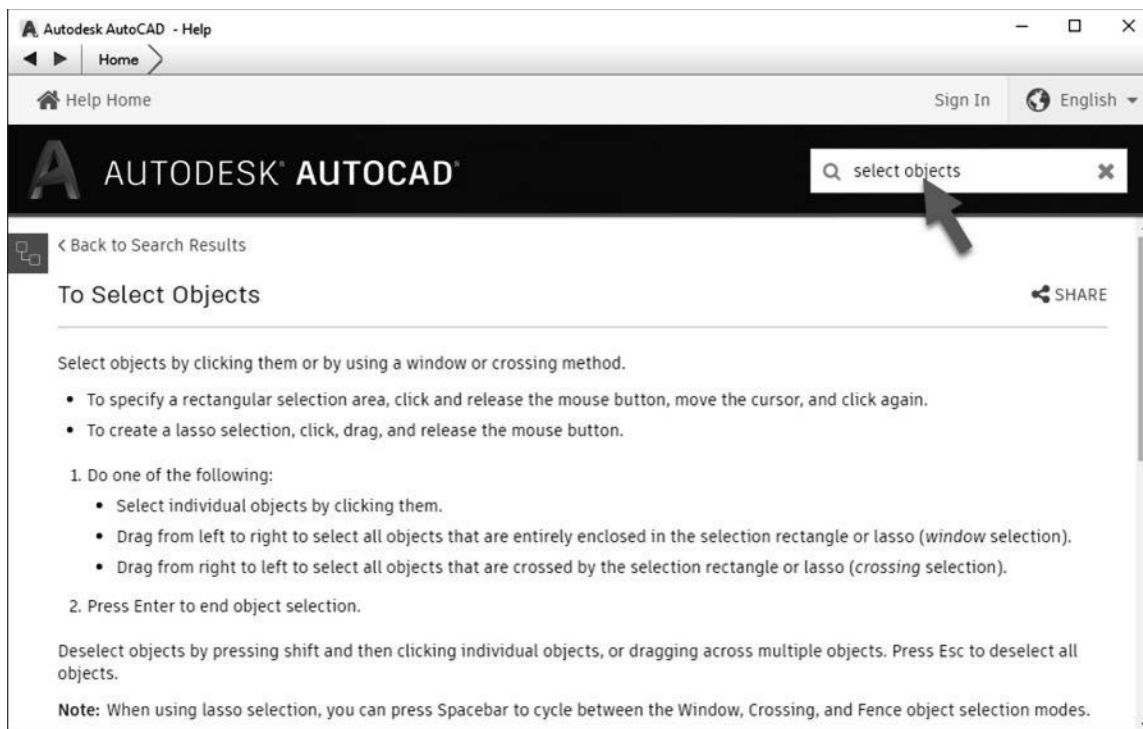 Autodesk AutoCAD - Help
Home
Help Home
Sign In
English
AUTODESK® AUTOCAD®
select objects
< Back to Search Results
To Select Objects
SHARE
Select objects by clicking them or by using a window or crossing method.
• To specify a rectangular selection area, click and release the mouse button, move the cursor, and click again.
• To create a lasso selection, click, drag, and release the mouse button.
1. Do one of the following:
• Select individual objects by clicking them.
• Drag from left to right to select all objects that are entirely enclosed in the selection rectangle or lasso (window selection).
• Drag from right to left to select all objects that are crossed by the selection rectangle or lasso (crossing selection).
2. Press Enter to end object selection.
Deselect objects by pressing shift and then clicking individual objects, or dragging across multiple objects. Press Esc to deselect all
objects.
Note: When using lasso selection, you can press Spacebar to cycle between the Window, Crossing, and Fence object selection modes.